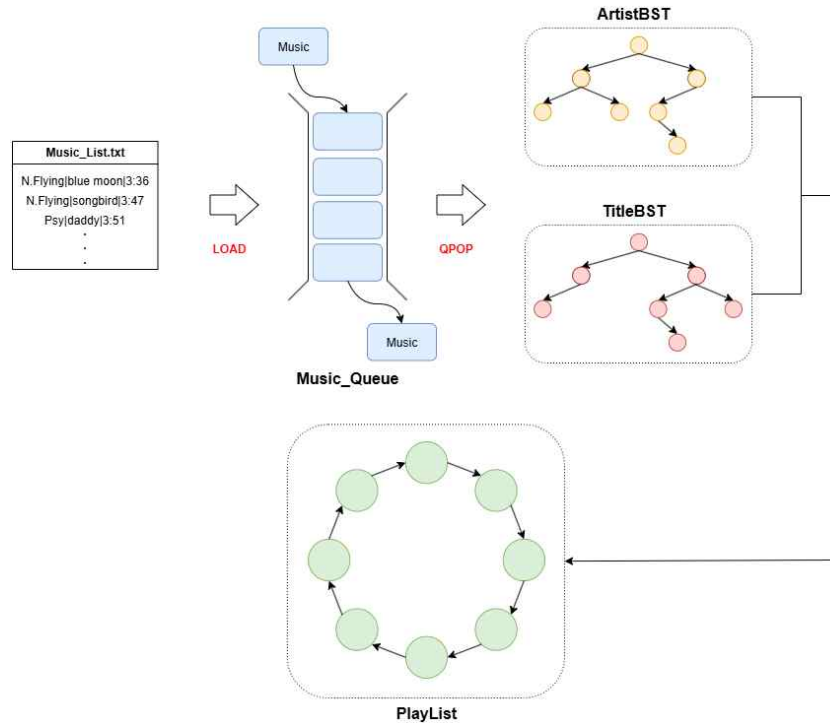 ArtistBST
Music
Music_List.txt
N.Flying|blue moon|3:36
N.Flying|songbird|3:47
Psy|daddy|3:51
.
.
.
LOAD
QPOP
TitleBST
Music
Music_Queue
PlayList